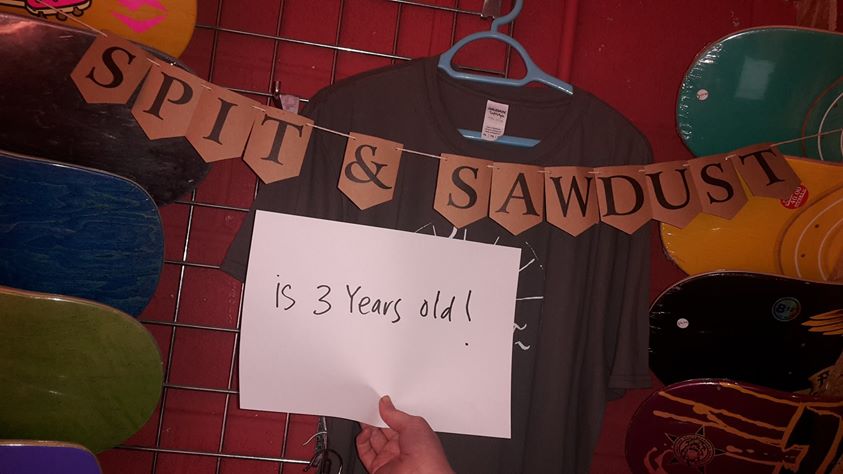 SPIT & SAWDUST
is 3 Years old!